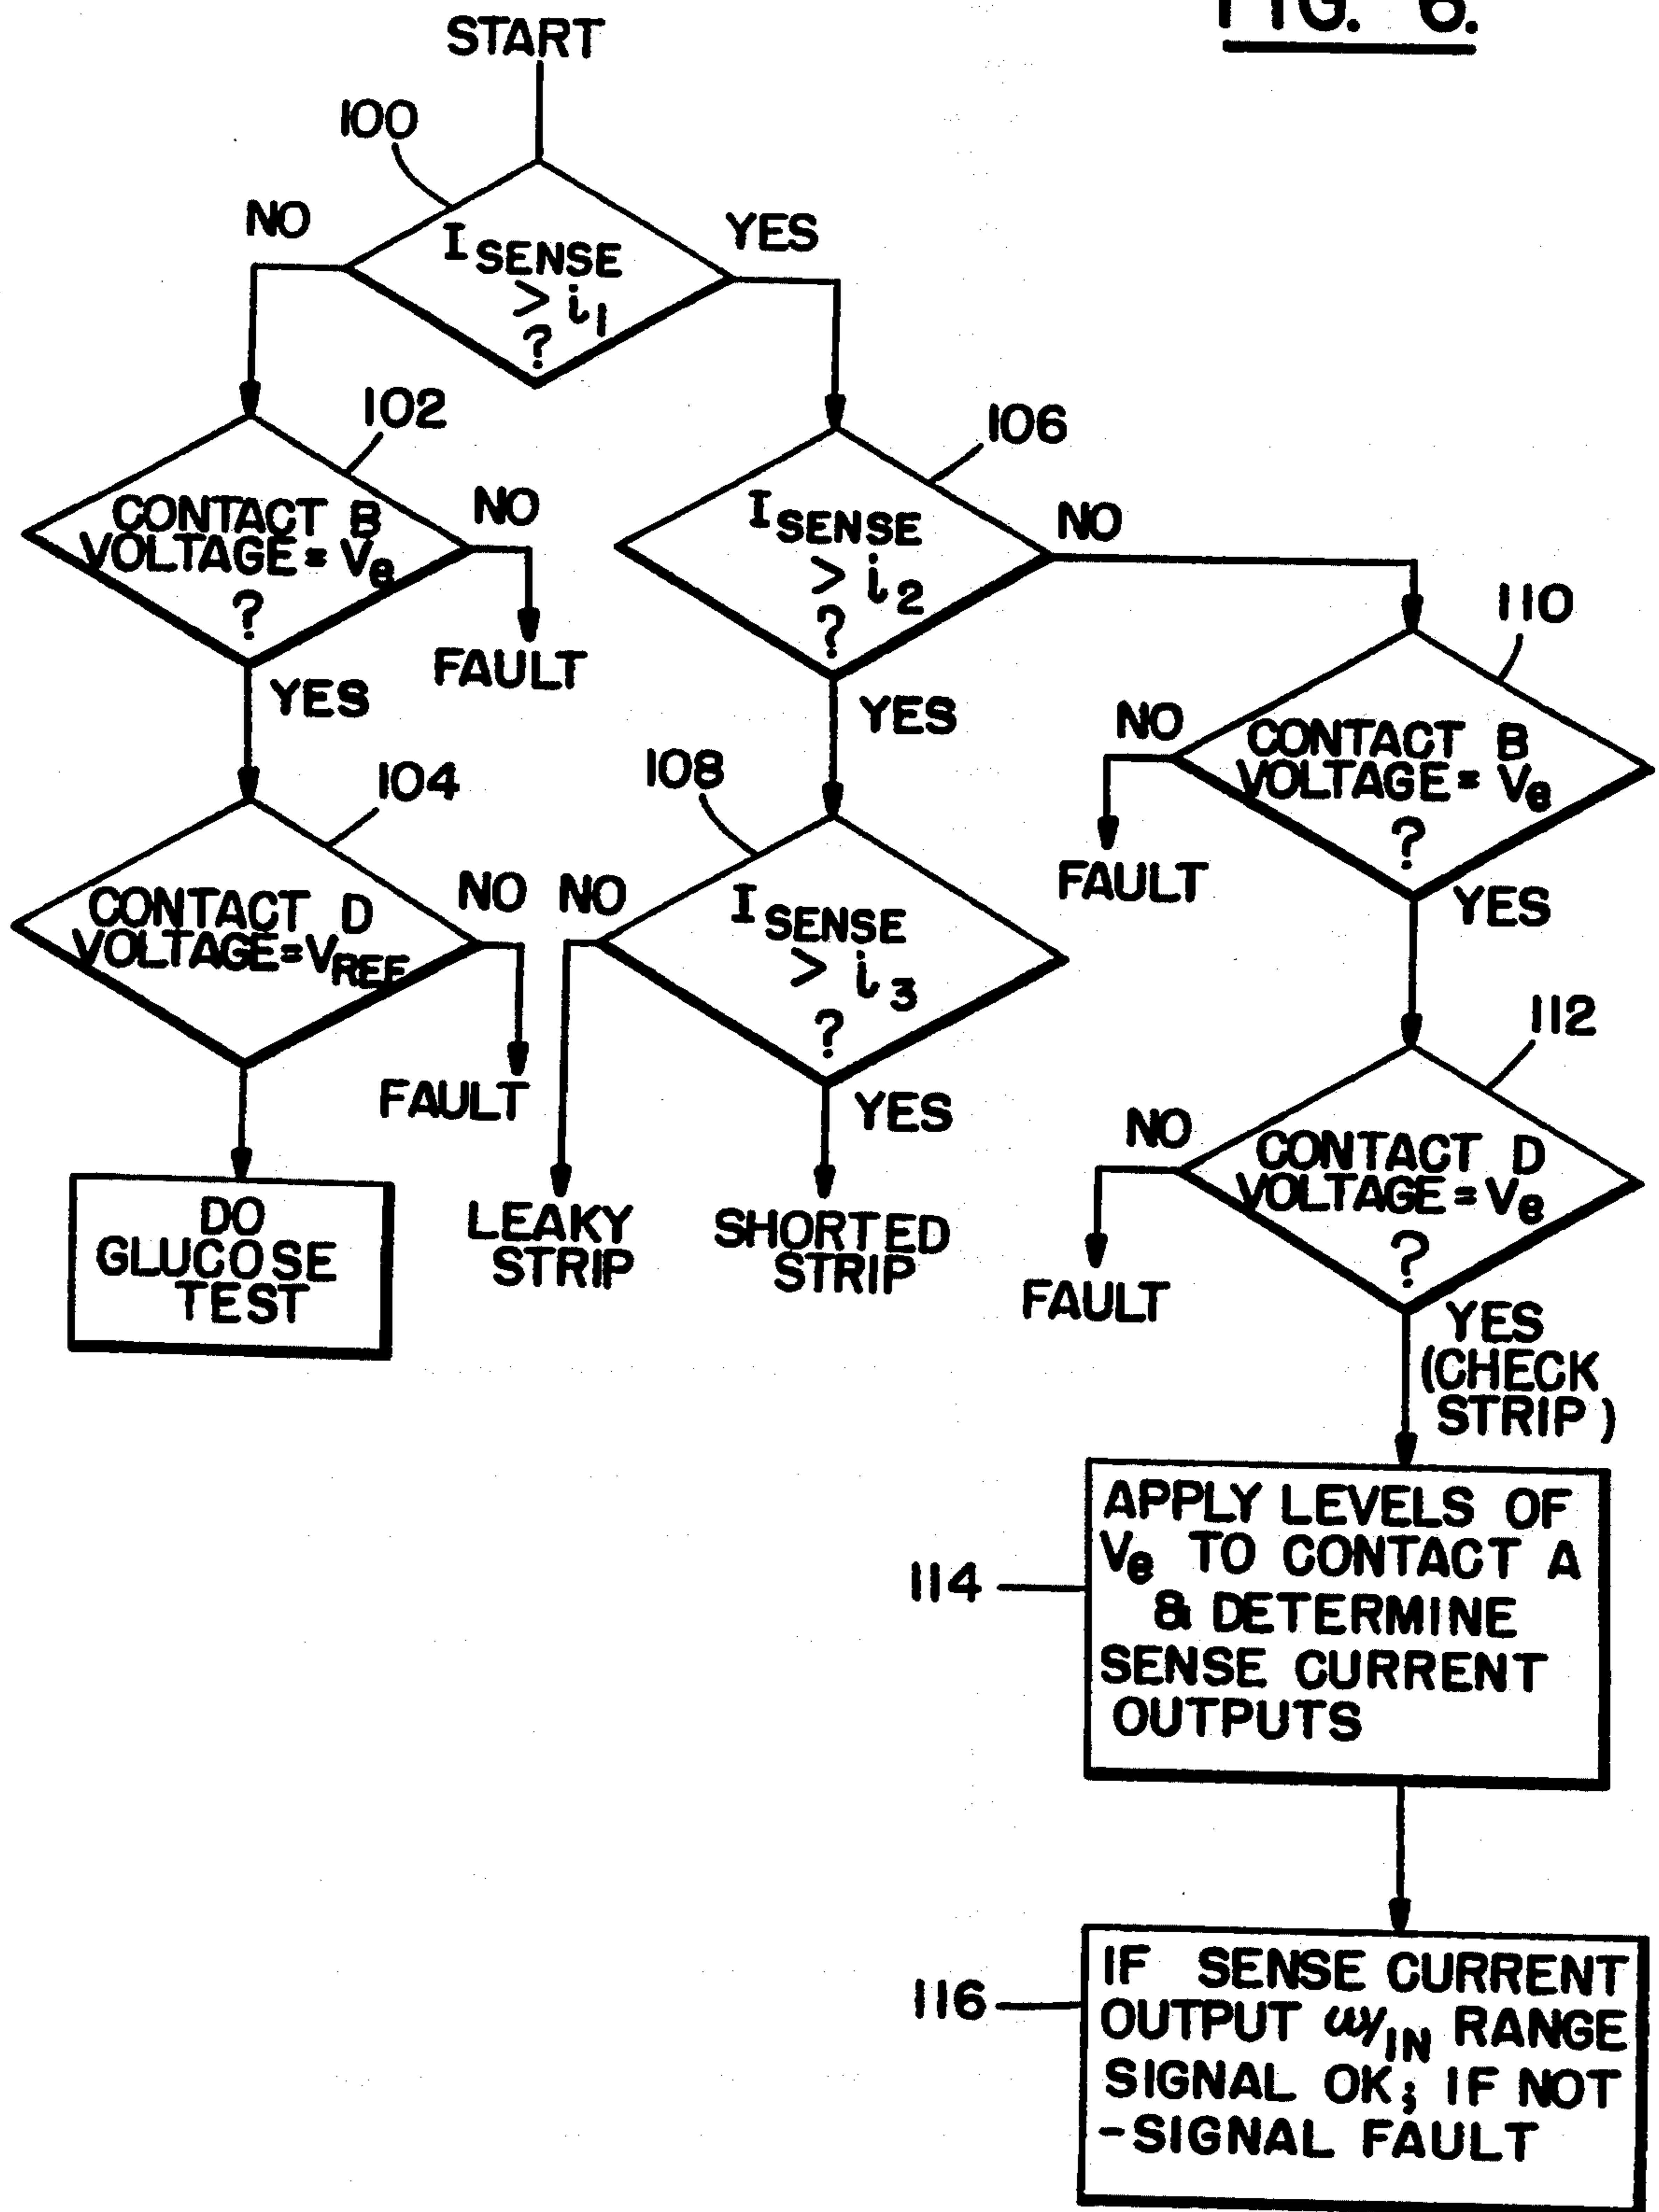 FIG. 6.
START
100
NO
YES
I SENSE
> i1
?
102
CONTACT B
VOLTAGE = Ve
?
NO
FAULT
YES
106
I SENSE
> i2
?
NO
YES
110
NO
CONTACT B
VOLTAGE = Ve
?
FAULT
YES
104
CONTACT D
VOLTAGE=VREF
?
NO
FAULT
DO
GLUCOSE
TEST
108
NO
I SENSE
> i3
?
YES
LEAKY
STRIP
SHORTED
STRIP
112
NO
CONTACT D
VOLTAGE = Ve
?
FAULT
YES
(CHECK
STRIP)
114
APPLY LEVELS OF
Ve TO CONTACT A
& DETERMINE
SENSE CURRENT
OUTPUTS
116
IF SENSE CURRENT
OUTPUT w/IN RANGE
SIGNAL OK; IF NOT
-SIGNAL FAULT